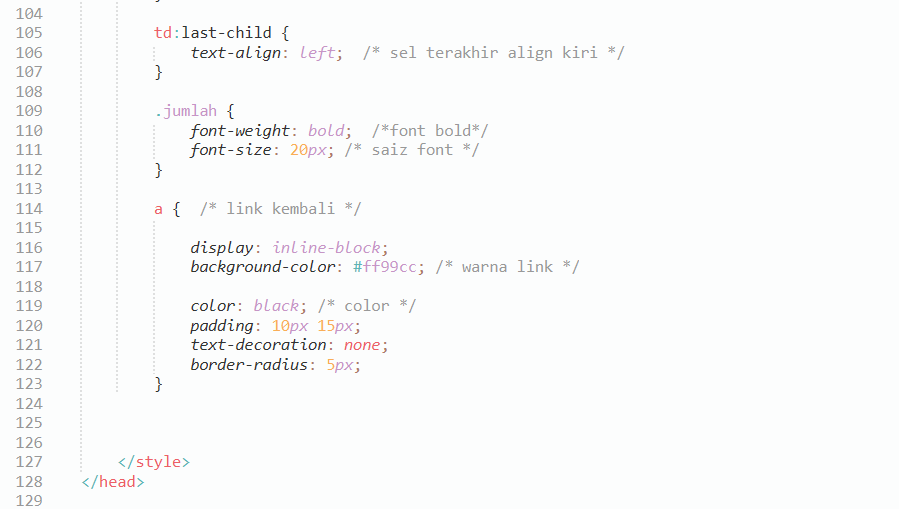 104
105 td:last-child {
106 text-align: left; /* sel terakhir align kiri */
107 }
108
109 .jumlah {
110 font-weight: bold; /*font bold*/
111 font-size: 20px; /* saiz font */
112 }
113
114 a { /* link kembali */
115
116 display: inline-block;
117 background-color: #ff99cc; /* warna link */
118
119 color: black; /* color */
120 padding: 10px 15px;
121 text-decoration: none;
122 border-radius: 5px;
123 }
124
125
126
127 </style>
128 </head>
129